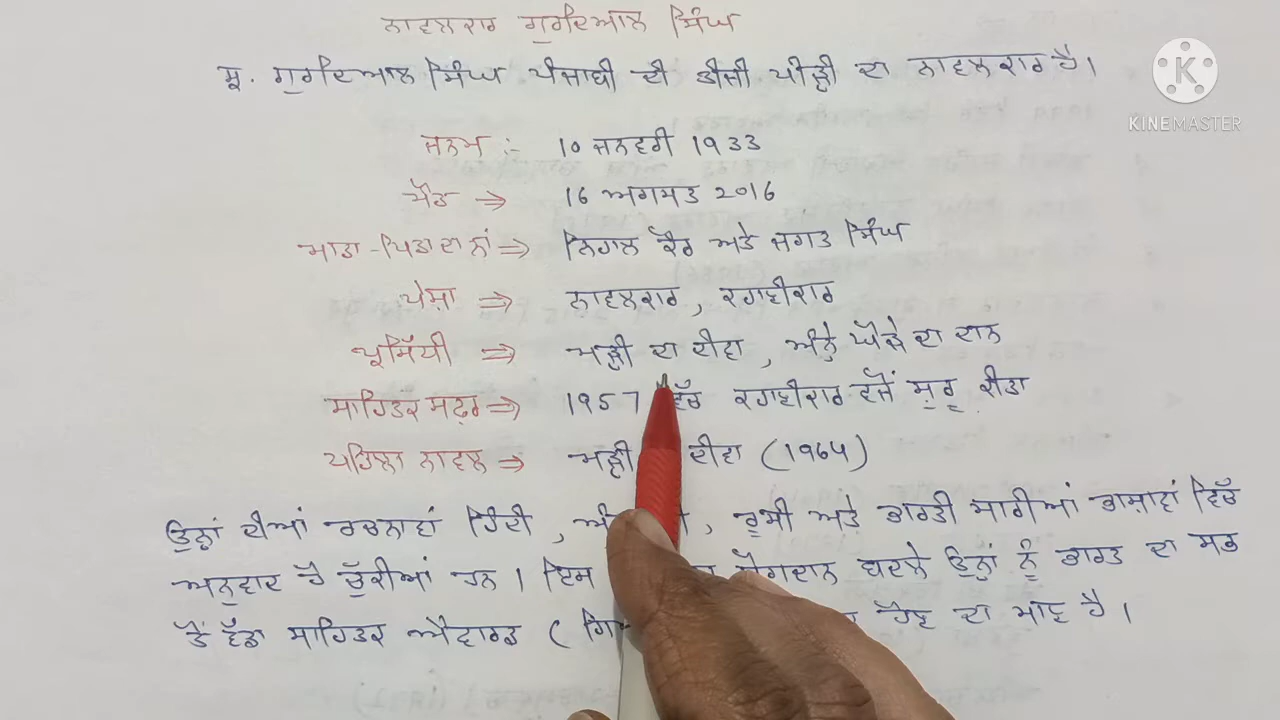 ਨਾਵਲਕਾਰ ਗੁਰਦਿਆਲ ਸਿੰਘ
ਸ੍ਰ. ਗੁਰਦਿਆਲ ਸਿੰਘ ਪੰਜਾਬੀ ਦੀ ਤੀਜੀ ਪੀੜ੍ਹੀ ਦਾ ਨਾਵਲਕਾਰ ਹੈ।
KINEMASTER
ਜਨਮ :- 10 ਜਨਵਰੀ 1933
ਮੌਤ ⇒ 16 ਅਗਸਤ 2016
ਮਾਤਾ-ਪਿਤਾ ਦਾ ਨਾਂ ⇒ ਨਿਹਾਲ ਕੌਰ ਅਤੇ ਜਗਤ ਸਿੰਘ
ਪੇਸ਼ਾ ⇒ ਨਾਵਲਕਾਰ, ਕਹਾਣੀਕਾਰ
ਪ੍ਰਸਿੱਧੀ ⇒ ਮੜ੍ਹੀ ਦਾ ਦੀਵਾ, ਅੰਨ੍ਹੇ ਘੋੜੇ ਦਾ ਦਾਨ
ਸਾਹਿਤਕ ਸਫ਼ਰ ⇒ 1957 ਵਿੱਚ ਕਹਾਣੀਕਾਰ ਵਜੋਂ ਸ਼ੁਰੂ ਕੀਤਾ
ਪਹਿਲਾ ਨਾਵਲ ⇒ ਮੜ੍ਹੀ ਦੀਵਾ (1964)
ਉਨ੍ਹਾਂ ਦੀਆਂ ਰਚਨਾਵਾਂ ਹਿੰਦੀ, , ਰੂਸੀ ਅਤੇ ਭਾਰਤੀ ਸਾਰੀਆਂ ਭਾਸ਼ਾਵਾਂ ਵਿੱਚ
ਅਨੁਵਾਦ ਹੋ ਚੁੱਕੀਆਂ ਹਨ। ਇਸ ਯੋਗਦਾਨ ਬਦਲੇ ਉਨ੍ਹਾਂ ਨੂੰ ਭਾਰਤ ਦਾ ਸਭ
ਤੋਂ ਵੱਡਾ ਸਾਹਿਤਕ ਐਵਾਰਡ ( ਹੋਣ ਦਾ ਮਾਣ ਹੈ।